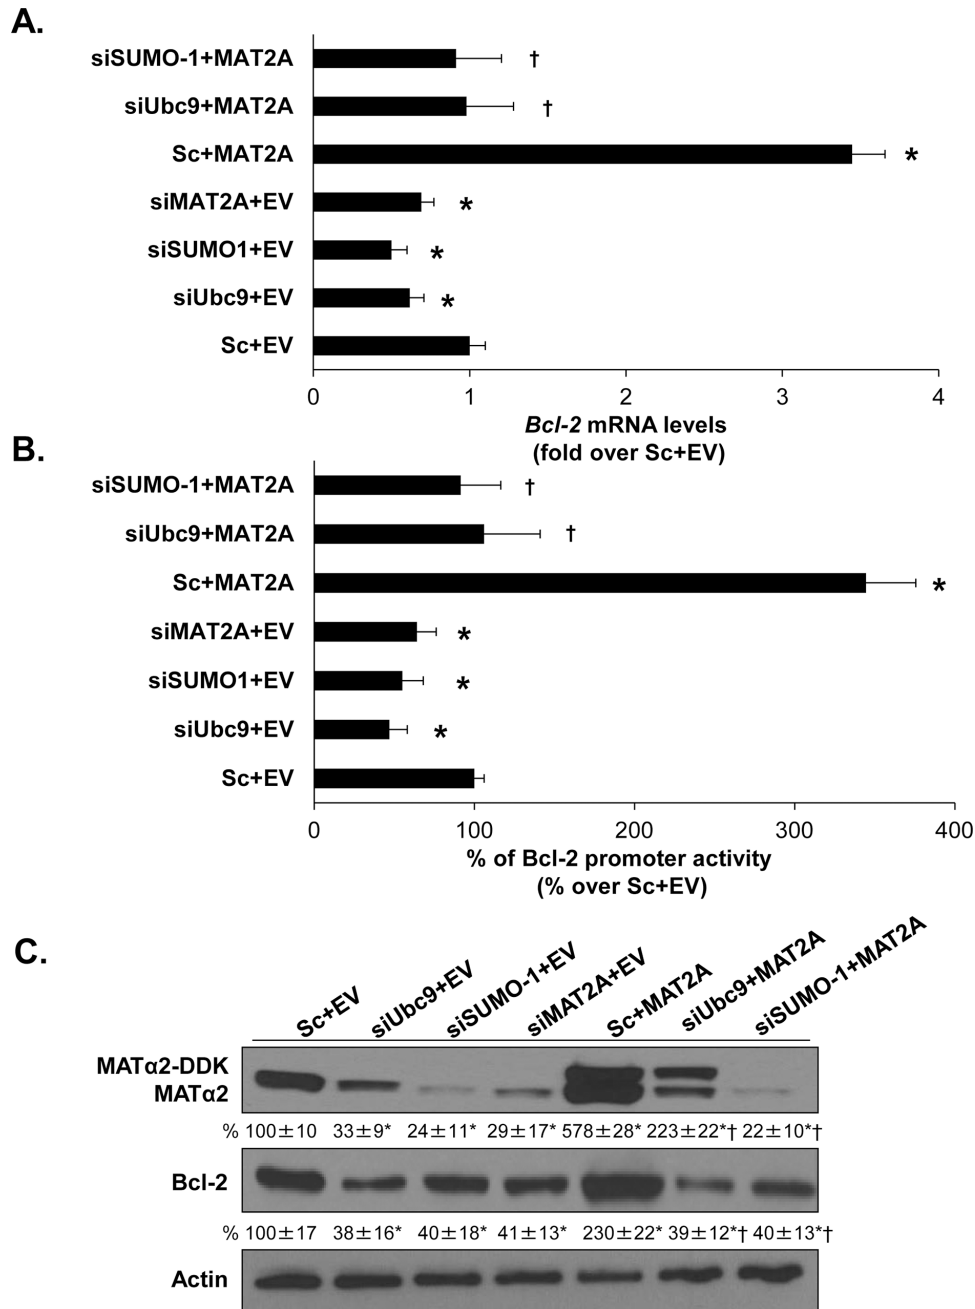 A.
siSUMO-1+MAT2A †
siUbc9+MAT2A †
Sc+MAT2A *
siMAT2A+EV *
siSUMO1+EV *
siUbc9+EV *
Sc+EV
0 1 2 3 4
Bcl-2 mRNA levels
(fold over Sc+EV)
B.
siSUMO-1+MAT2A †
siUbc9+MAT2A †
Sc+MAT2A *
siMAT2A+EV *
siSUMO1+EV *
siUbc9+EV *
Sc+EV
0 100 200 300 400
% of Bcl-2 promoter activity
(% over Sc+EV)
C.
Sc+EV siUbc9+EV siSUMO-1+EV siMAT2A+EV Sc+MAT2A siUbc9+MAT2A siSUMO-1+MAT2A
MATα2-DDK
MATα2
% 100±10 33±9* 24±11* 29±17* 578±28* 223±22*† 22±10*†
Bcl-2
% 100±17 38±16* 40±18* 41±13* 230±22* 39±12*† 40±13*†
Actin